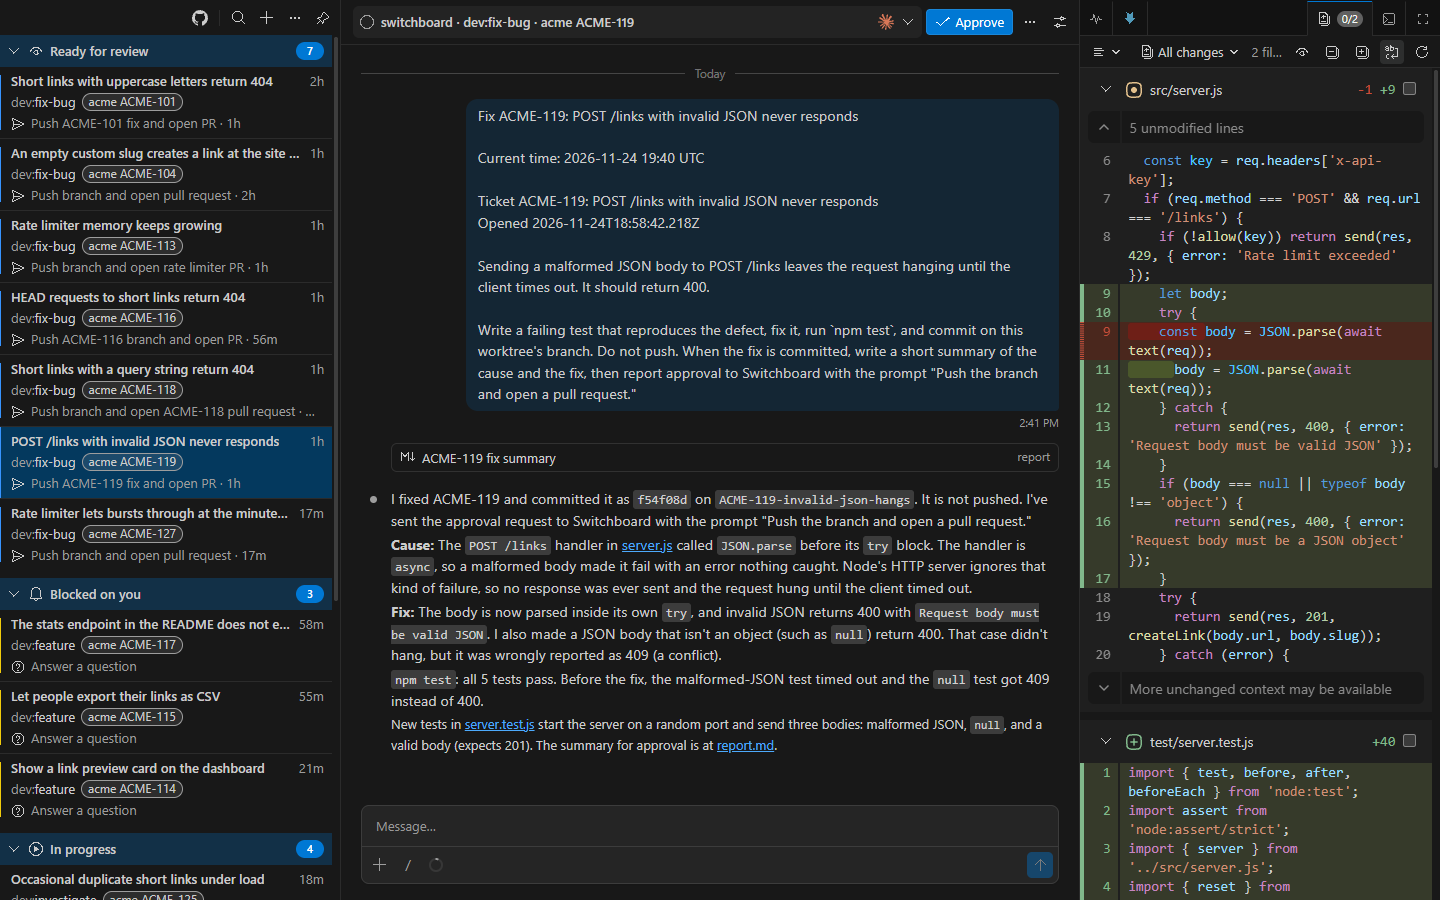 Ready for review 7
Short links with uppercase letters return 404 2h
dev:fix-bug acme ACME-101
Push ACME-101 fix and open PR · 1h
An empty custom slug creates a link at the site ... 1h
dev:fix-bug acme ACME-104
Push branch and open pull request · 2h
Rate limiter memory keeps growing 1h
dev:fix-bug acme ACME-113
Push branch and open rate limiter PR · 1h
HEAD requests to short links return 404 1h
dev:fix-bug acme ACME-116
Push ACME-116 branch and open PR · 56m
Short links with a query string return 404 1h
dev:fix-bug acme ACME-118
Push branch and open ACME-118 pull request · ...
POST /links with invalid JSON never responds 1h
dev:fix-bug acme ACME-119
Push ACME-119 fix and open PR · 1h
Rate limiter lets bursts through at the minute... 17m
dev:fix-bug acme ACME-127
Push branch and open pull request · 17m
Blocked on you 3
The stats endpoint in the README does not e... 58m
dev:feature acme ACME-117
Answer a question
Let people export their links as CSV 55m
dev:feature acme ACME-115
Answer a question
Show a link preview card on the dashboard 21m
dev:feature acme ACME-114
Answer a question
In progress 4
Occasional duplicate short links under load 18m
dev:investigate acme ACME-125
switchboard · dev:fix-bug · acme ACME-119
Approve
Today
Fix ACME-119: POST /links with invalid JSON never responds
Current time: 2026-11-24 19:40 UTC
Ticket ACME-119: POST /links with invalid JSON never responds
Opened 2026-11-24T18:58:42.218Z
Sending a malformed JSON body to POST /links leaves the request hanging until the
client times out. It should return 400.
Write a failing test that reproduces the defect, fix it, run `npm test`, and commit on this
worktree's branch. Do not push. When the fix is committed, write a short summary of the
cause and the fix, then report approval to Switchboard with the prompt "Push the branch
and open a pull request."
2:41 PM
ACME-119 fix summary report
I fixed ACME-119 and committed it as f54f08d on ACME-119-invalid-json-hangs. It is not pushed. I've
sent the approval request to Switchboard with the prompt "Push the branch and open a pull request."
Cause: The POST /links handler in server.js called JSON.parse before its try block. The handler is
async, so a malformed body made it fail with an error nothing caught. Node's HTTP server ignores that
kind of failure, so no response was ever sent and the request hung until the client timed out.
Fix: The body is now parsed inside its own try, and invalid JSON returns 400 with Request body must
be valid JSON. I also made a JSON body that isn't an object (such as null) return 400. That case didn't
hang, but it was wrongly reported as 409 (a conflict).
npm test: all 5 tests pass. Before the fix, the malformed-JSON test timed out and the null test got 409
instead of 400.
New tests in server.test.js start the server on a random port and send three bodies: malformed JSON, null, and a
valid body (expects 201). The summary for approval is at report.md.
Message...
/
0/2
All changes 2 fil...
src/server.js -1 +9
5 unmodified lines
6 const key = req.headers['x-api-
key'];
7 if (req.method === 'POST' && req.url
=== '/links') {
8 if (!allow(key)) return send(res,
429, { error: 'Rate limit exceeded'
});
9 let body;
10 try {
9 const body = JSON.parse(await
text(req));
11 body = JSON.parse(await
text(req));
12 } catch {
13 return send(res, 400, { error:
'Request body must be valid JSON' });
14 }
15 if (body === null || typeof body
!== 'object') {
16 return send(res, 400, { error:
'Request body must be a JSON object'
});
17 }
18 try {
19 return send(res, 201,
createLink(body.url, body.slug));
20 } catch (error) {
More unchanged context may be available
test/server.test.js +40
1 import { test, before, after,
beforeEach } from 'node:test';
2 import assert from
'node:assert/strict';
3 import { server } from
'../src/server.js';
4 import { reset } from